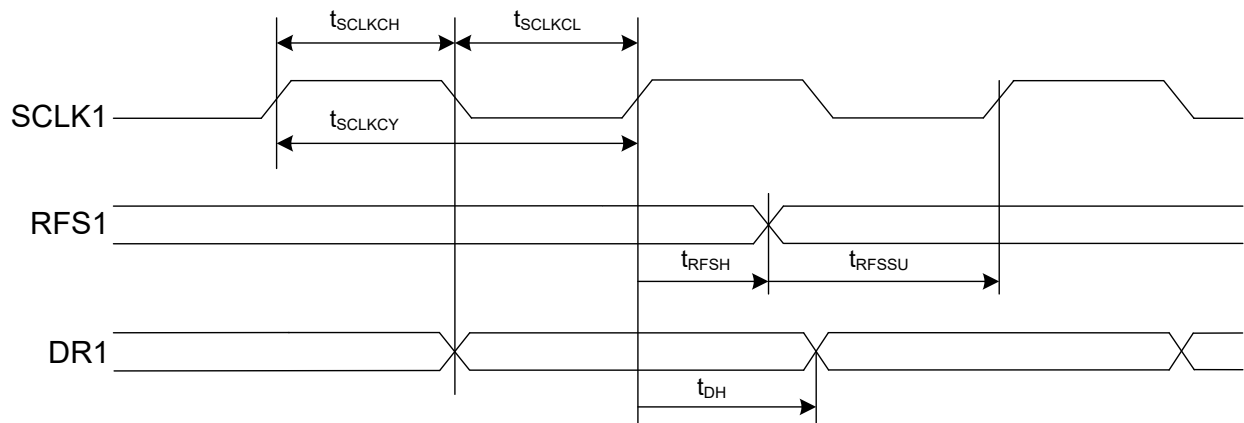 tSCLKCH tSCLKCL
SCLK1
tSCLKCY
RFS1
tRFSH tRFSSU
DR1
tDH